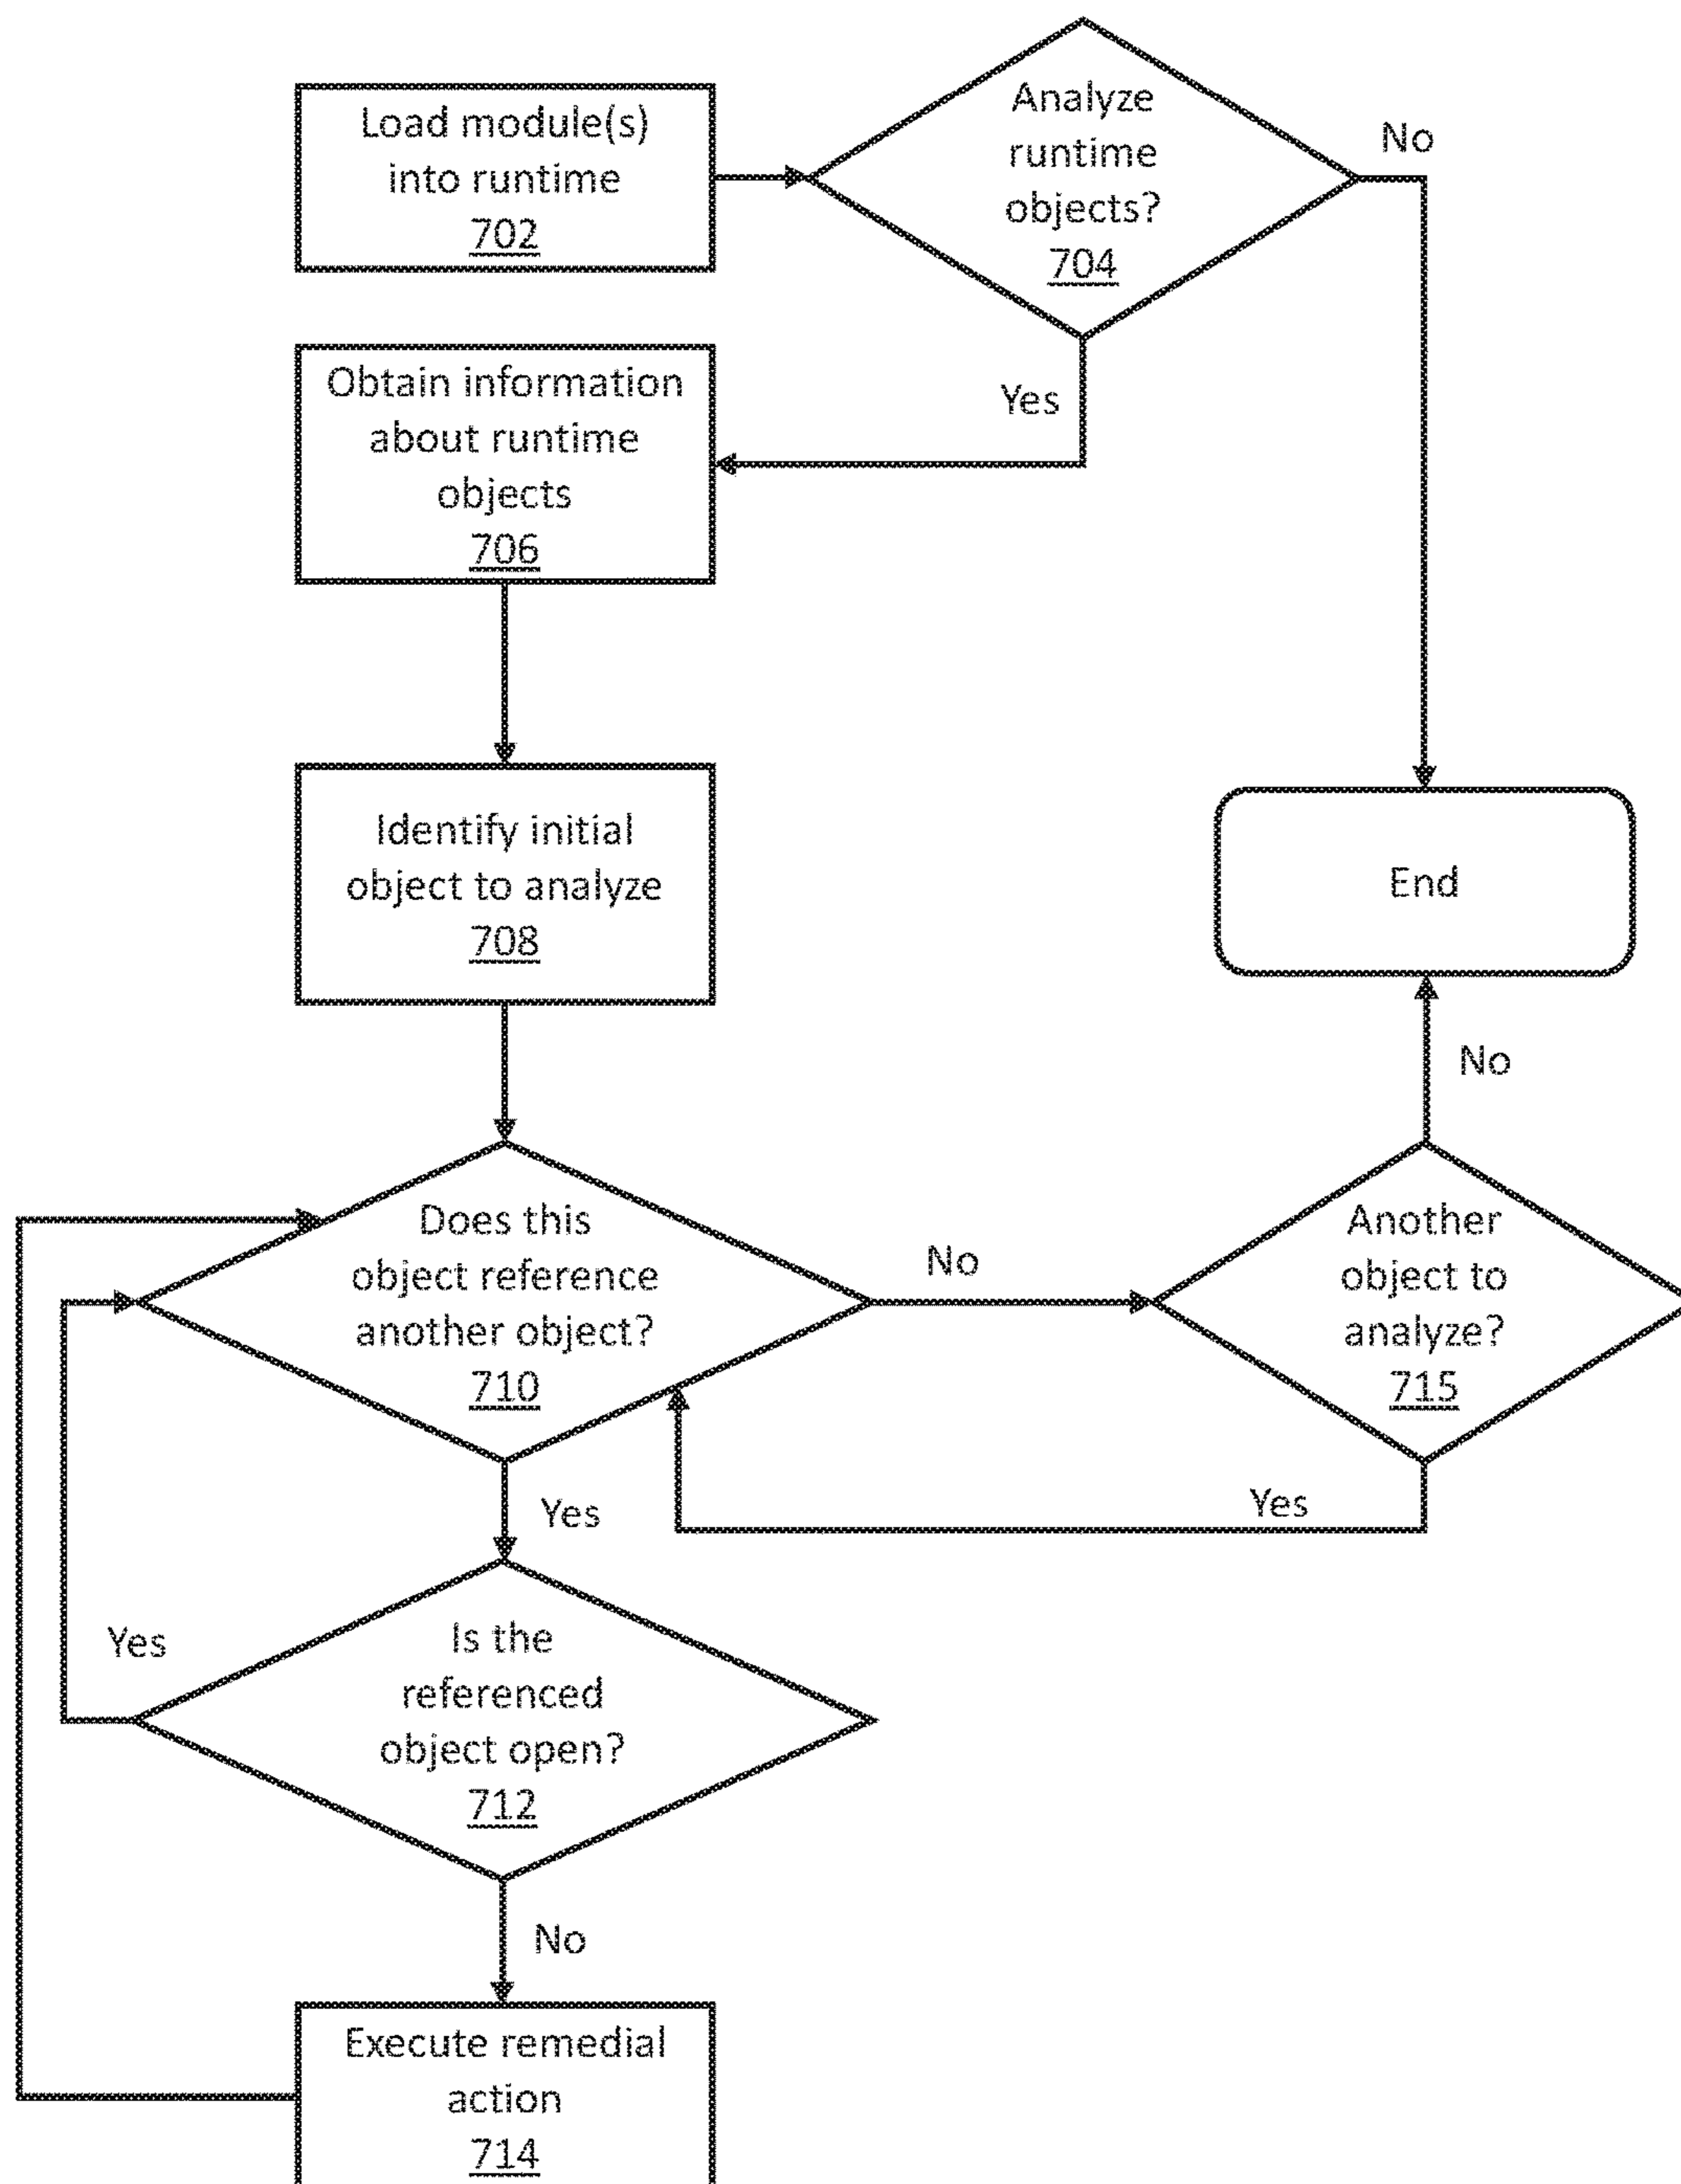 Load module(s)
into runtime
702
Analyze
runtime
objects?
704
No
Yes
Obtain information
about runtime
objects
706
Identify initial
object to analyze
708
End
No
Does this
object reference
another object?
710
No
Another
object to
analyze?
715
Yes
Yes
Is the
referenced
object open?
712
Yes
No
Execute remedial
action
714